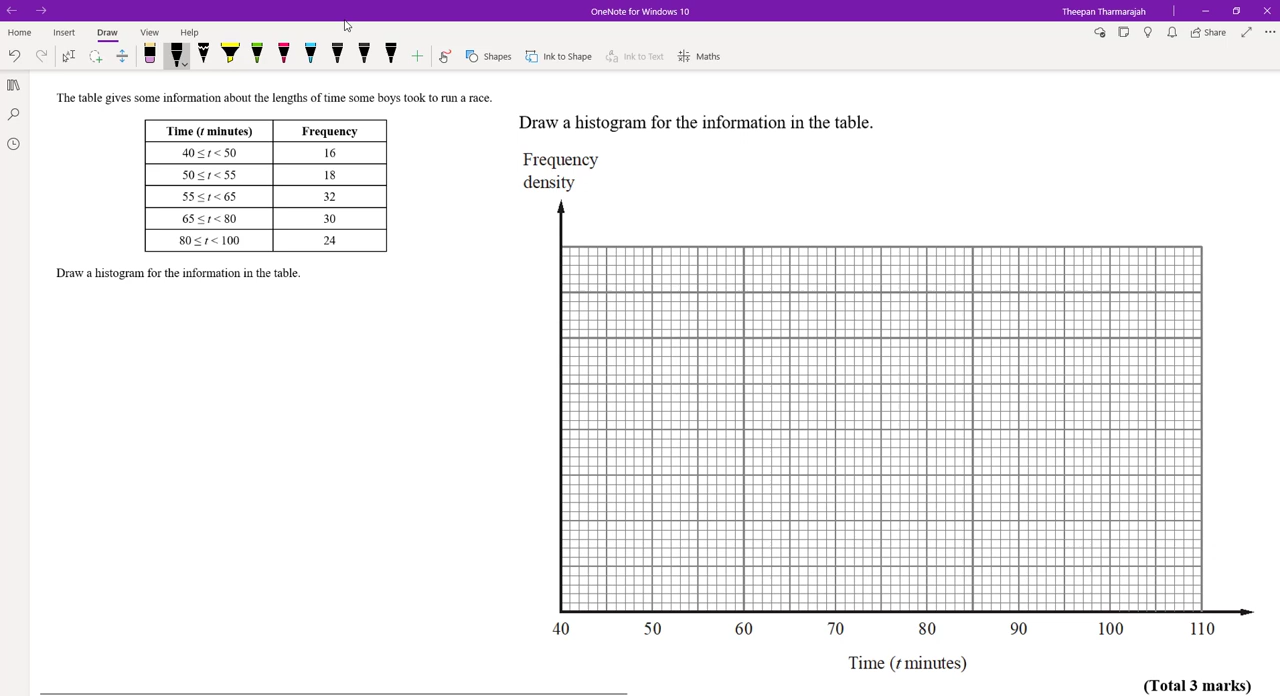 OneNote for Windows 10
Theepan Tharmarajah
Home Insert Draw View Help
Share
Shapes Ink to Shape Ink to Text Maths
The table gives some information about the lengths of time some boys took to run a race.
Time (t minutes) Frequency
40 ≤ t < 50 16
50 ≤ t < 55 18
55 ≤ t < 65 32
65 ≤ t < 80 30
80 ≤ t < 100 24
Draw a histogram for the information in the table.
Draw a histogram for the information in the table.
Frequency
density
40 50 60 70 80 90 100 110
Time (t minutes)
(Total 3 marks)